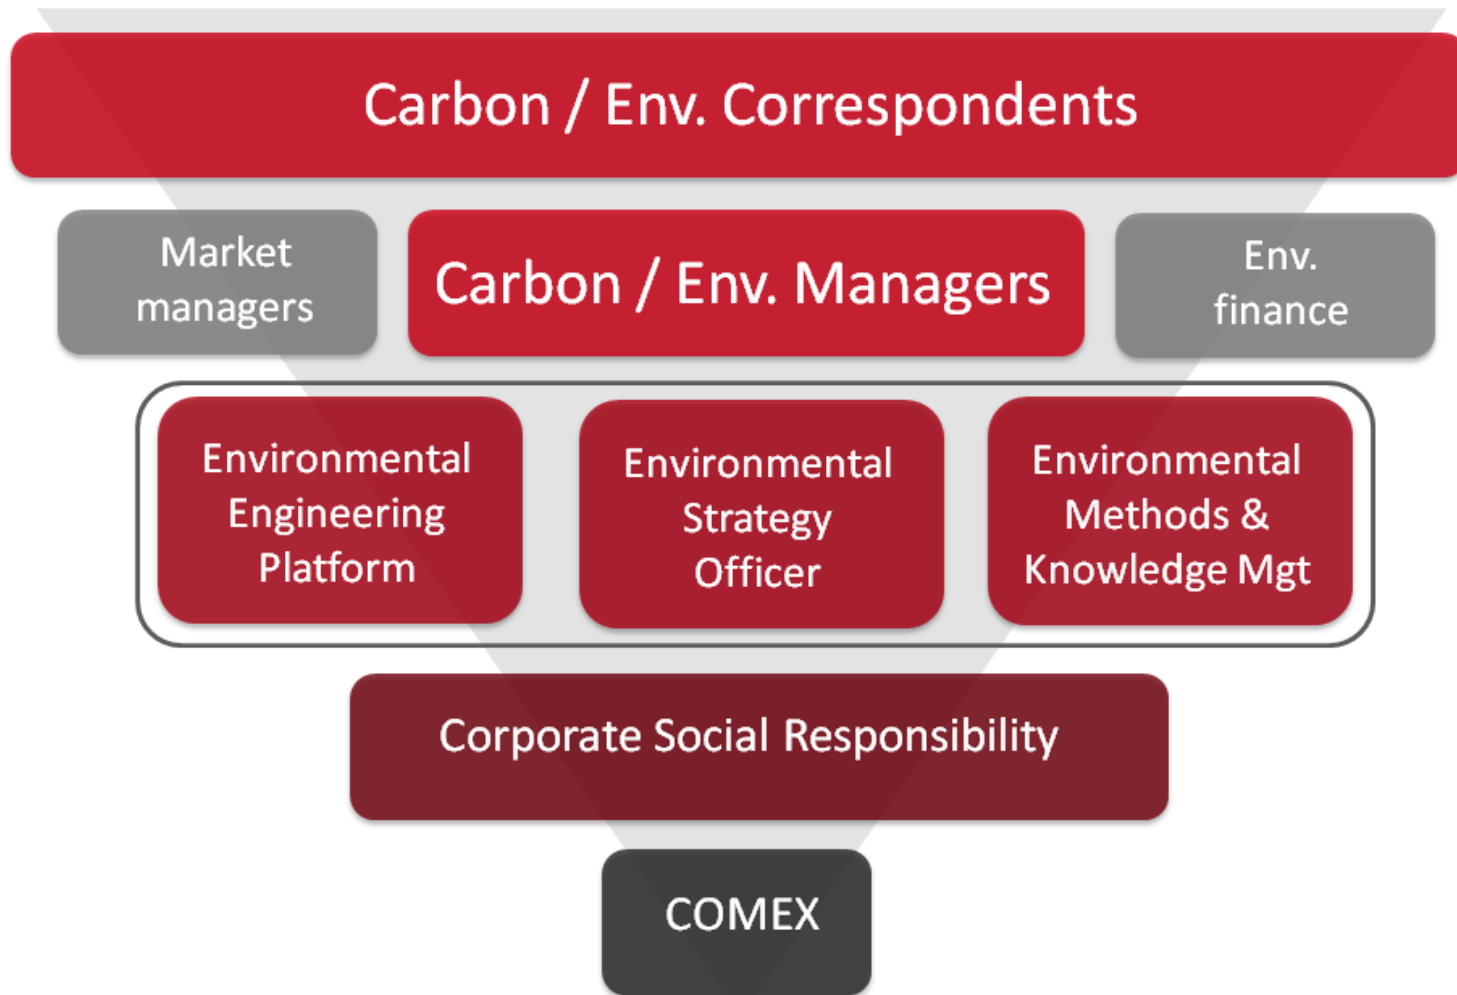 Carbon / Env. Correspondents
Market
managers
Carbon / Env. Managers
Env.
finance
Environmental
Engineering
Platform
Environmental
Strategy
Officer
Environmental
Methods &
Knowledge Mgt
Corporate Social Responsibility
COMEX